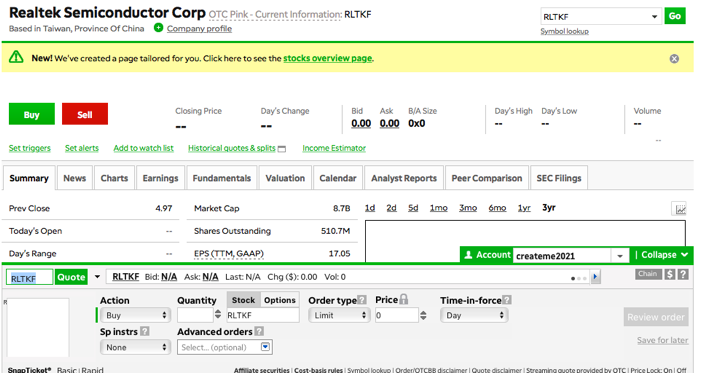 Realtek Semiconductor Corp OTC Pink - Current Information: RLTKF
RLTKF Go
Based in Taiwan, Province Of China Company profile
Symbol lookup
New! We've created a page tailored for you. Click here to see the stocks overview page.
Buy Sell
Closing Price Day's Change Bid Ask B/A Size Day's High Day's Low Volume
-- -- 0.00 0.00 0x0 -- -- --
--
Set triggers Set alerts Add to watch list Historical quotes & splits Income Estimator
Summary News Charts Earnings Fundamentals Valuation Calendar Analyst Reports Peer Comparison SEC Filings
Prev Close 4.97 Market Cap 8.7B 1d 2d 5d 1mo 3mo 6mo 1yr 3yr
Today's Open -- Shares Outstanding 510.7M
Day's Range -- EPS (TTM, GAAP) 17.05
Account createme2021 Collapse
RLTKF Quote RLTKF Bid: N/A Ask: N/A Last: N/A Chg ($): 0.00 Vol: 0 Chain $ ?
Action Quantity Stock Options Order type ? Price Time-in-force ?
Buy RLTKF Limit 0 Day Review order
Sp instrs ? Advanced orders ?
None Select... (optional) Save for later
SnapTicket® Basic | Rapid Affiliate securities | Cost-basis rules | Symbol lookup | Order/OTCBB disclaimer | Quote disclaimer | Streaming quote provided by OTC | Price Lock: On | Off